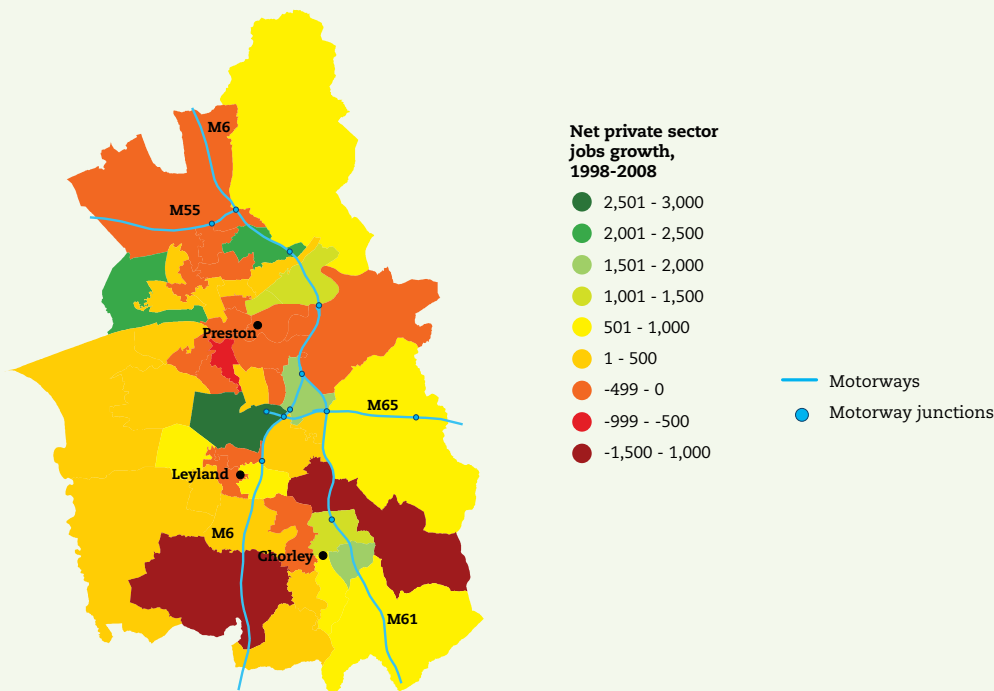 M6
M55
Preston
M65
Leyland
M6
Chorley
M61
Net private sector
jobs growth,
1998-2008
2,501 - 3,000
2,001 - 2,500
1,501 - 2,000
1,001 - 1,500
501 - 1,000
1 - 500
-499 - 0
-999 - -500
-1,500 - 1,000
Motorways
Motorway junctions